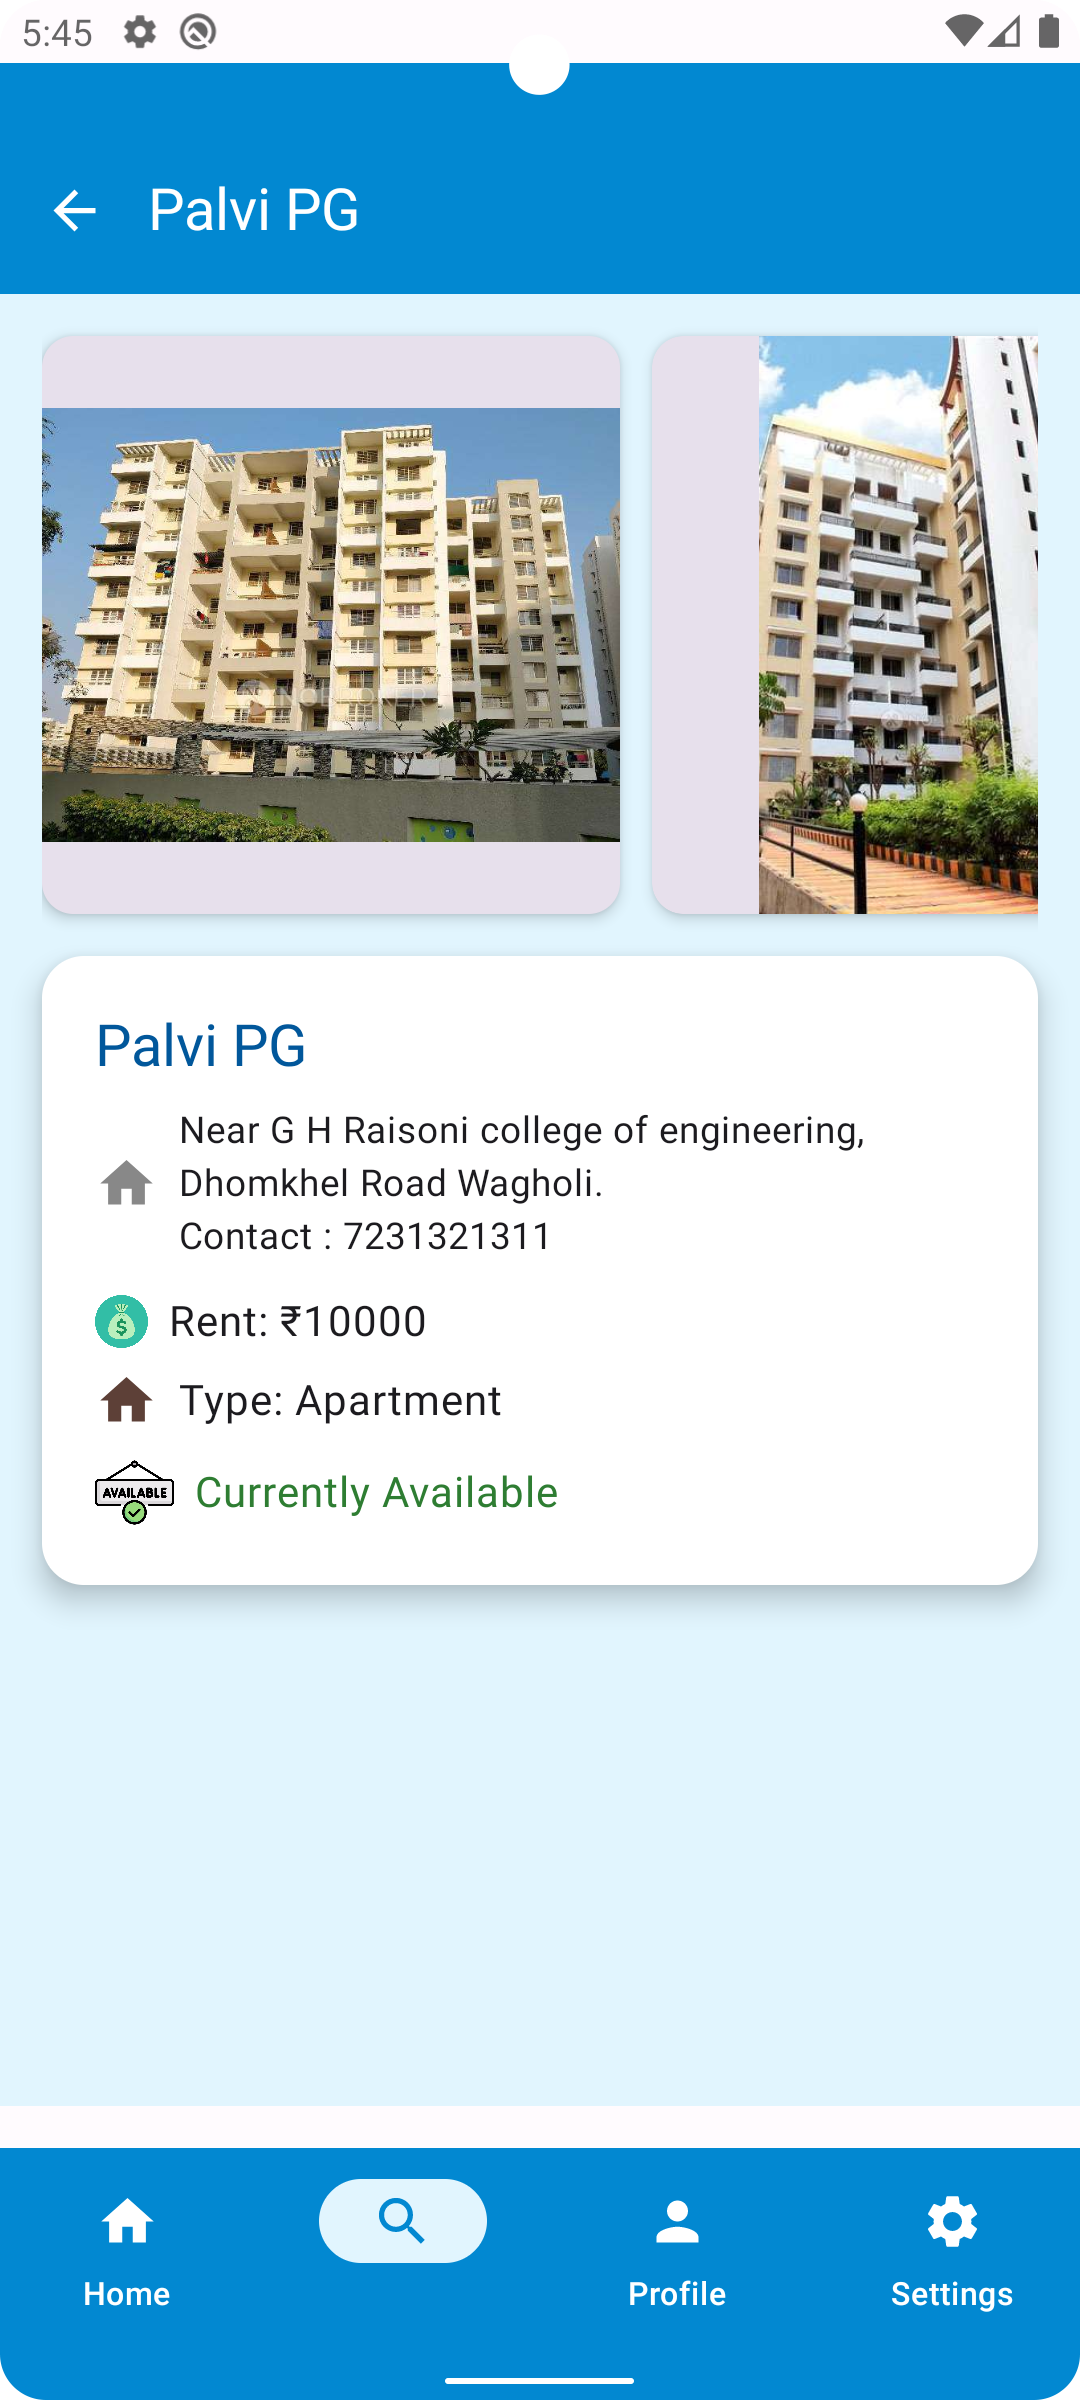 5:45
Palvi PG
Palvi PG
Near G H Raisoni college of engineering,
Dhomkhel Road Wagholi.
Contact : 7231321311
Rent: ₹10000
Type: Apartment
AVAILABLE
Currently Available
Home
Profile
Settings